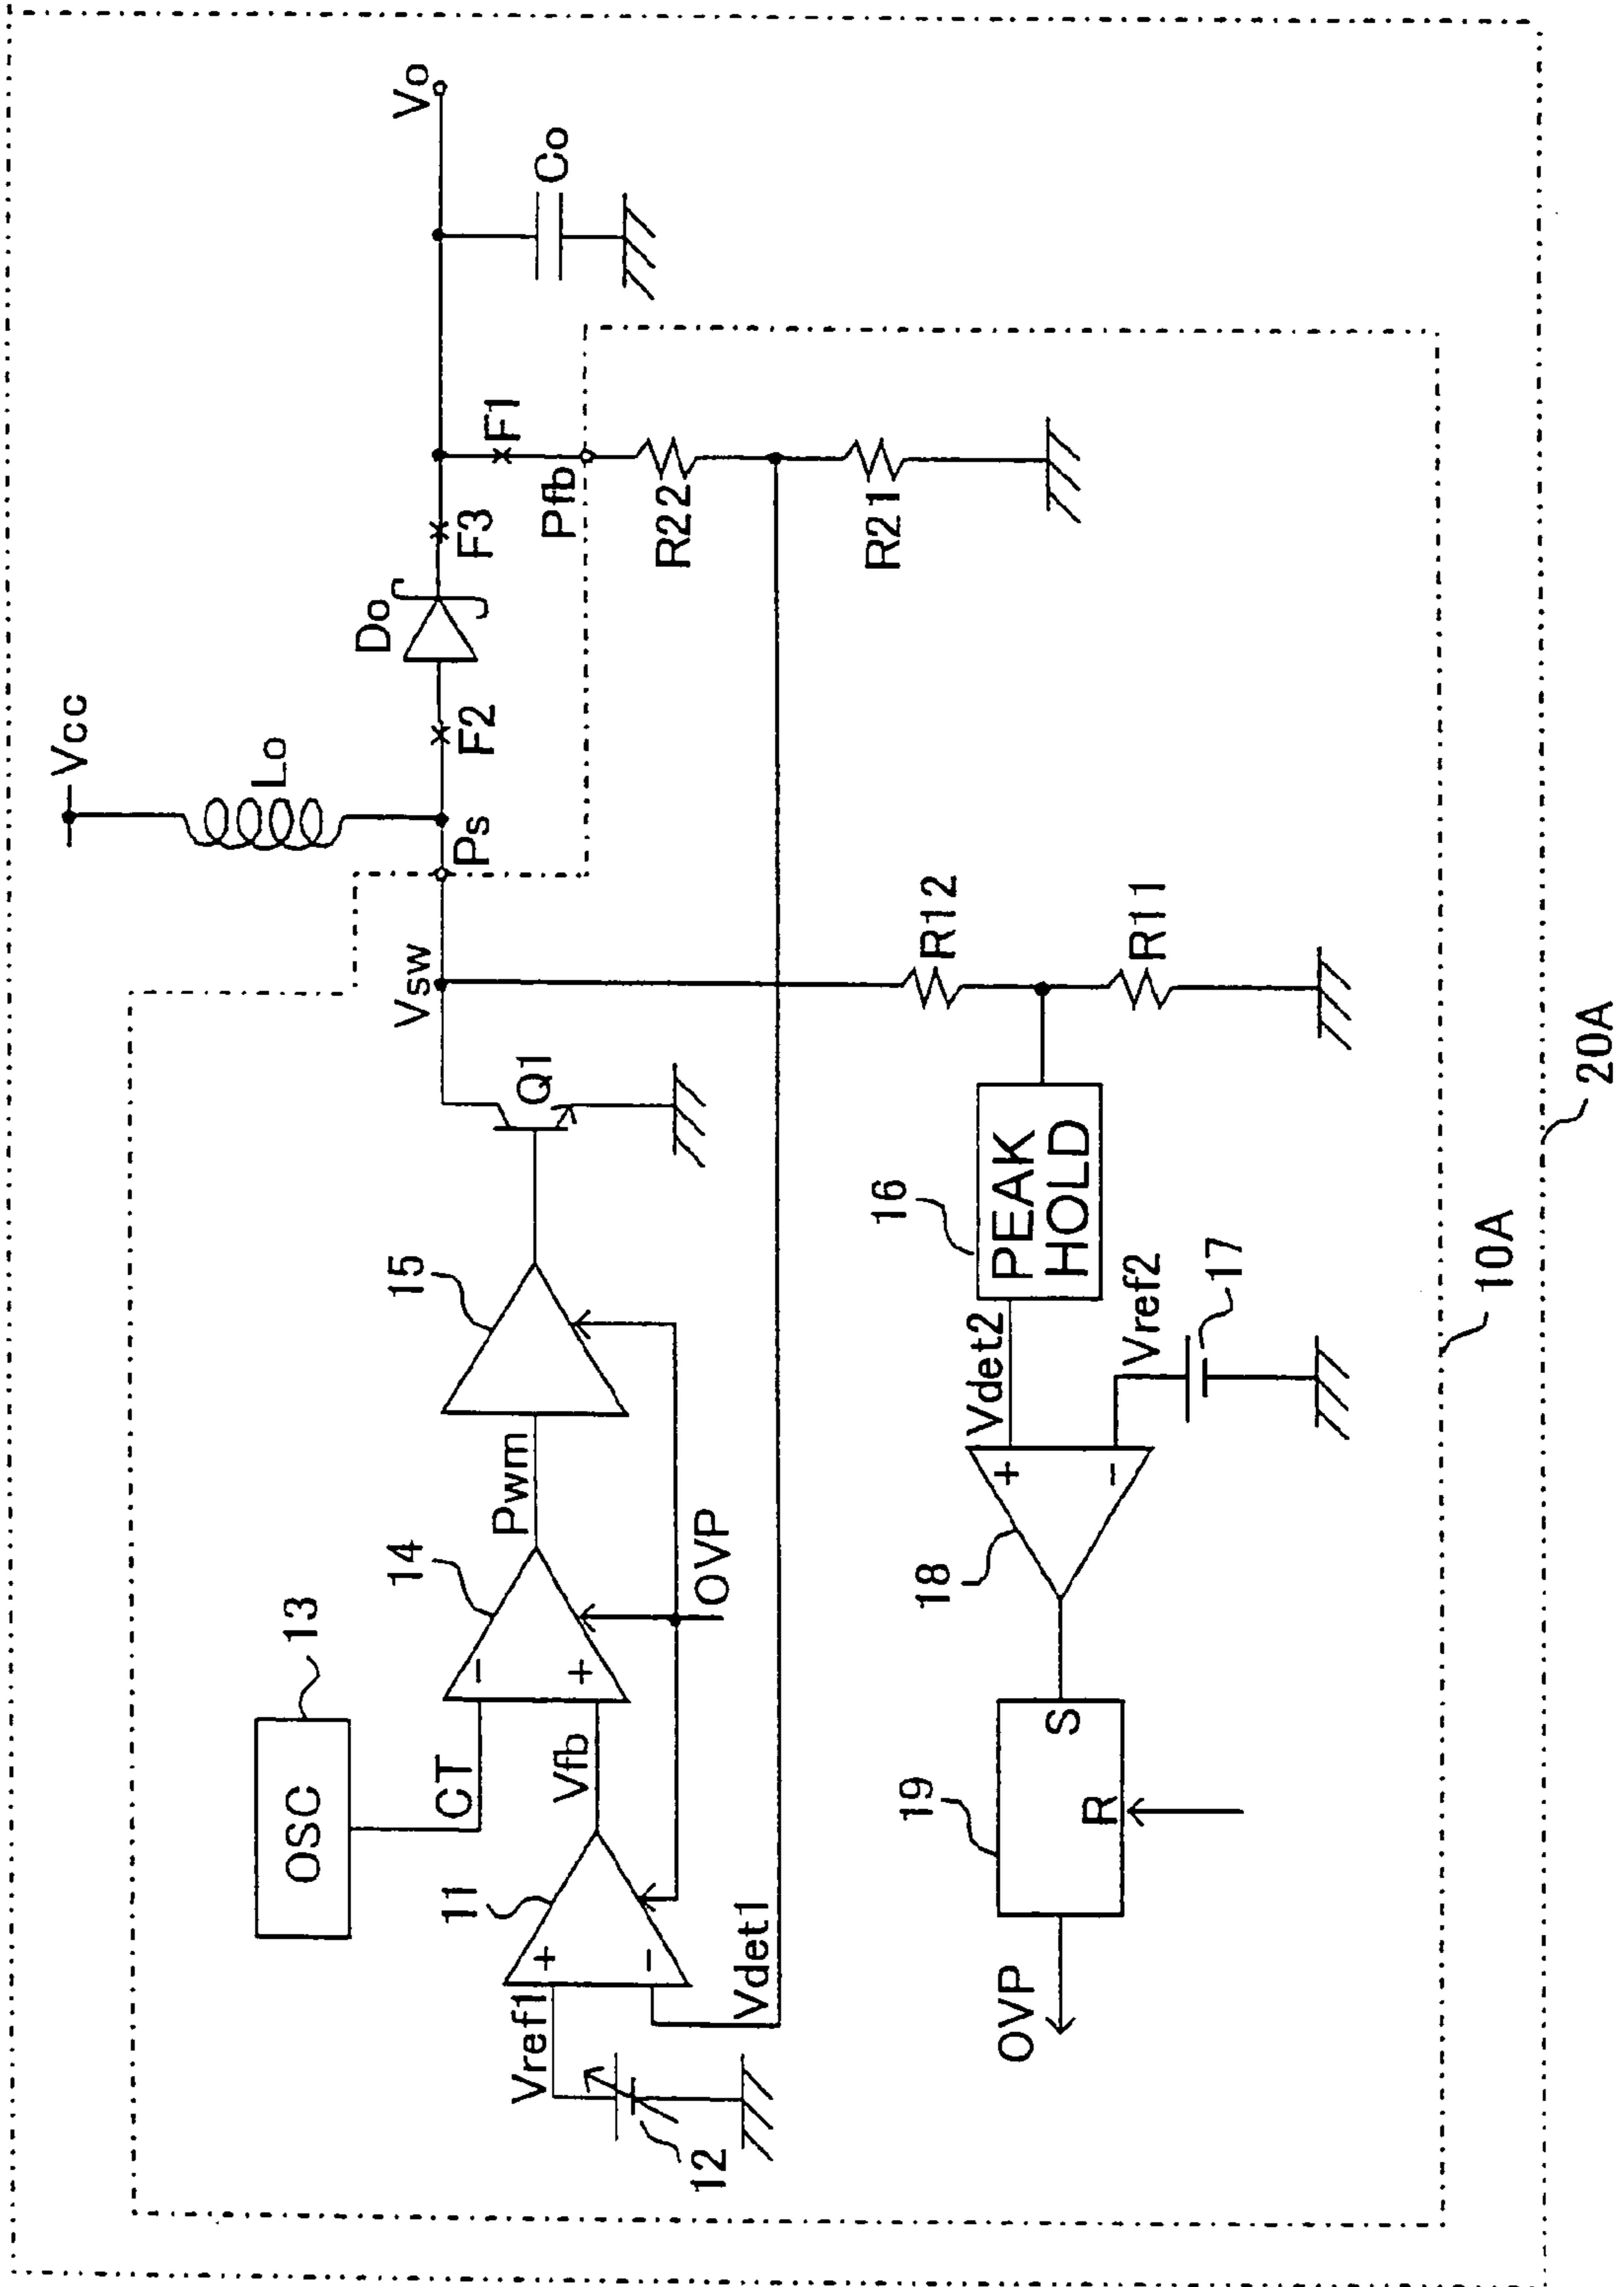 Vcc
Lo
Vo
Do
Co
F2
F3
F1
Ps
Pfb
Vsw
R22
R21
OSC
13
CT
14
15
Pwm
Q1
11
Vfb
Vref1
+
-
-
+
12
Vdet1
OVP
R12
R11
16
PEAK
HOLD
Vdet2
Vref2
17
18
+
-
19
S
R
OVP
10A
20A